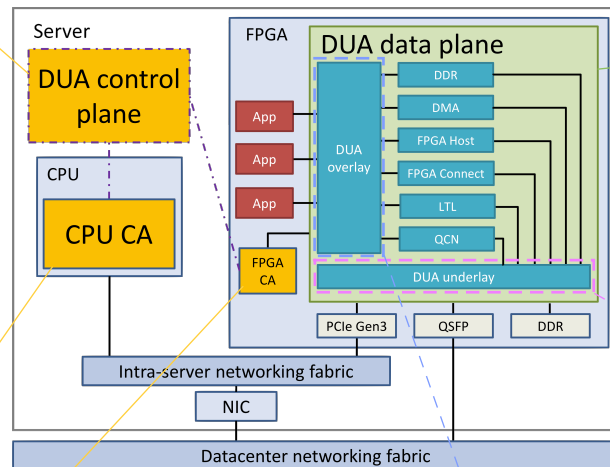 Server
FPGA
DUA data plane
DUA control
plane
DDR
DMA
App
FPGA Host
DUA
overlay
App
FPGA Connect
CPU
App
LTL
CPU CA
QCN
FPGA
CA
DUA underlay
PCIe Gen3
QSFP
DDR
Intra-server networking fabric
NIC
Datacenter networking fabric